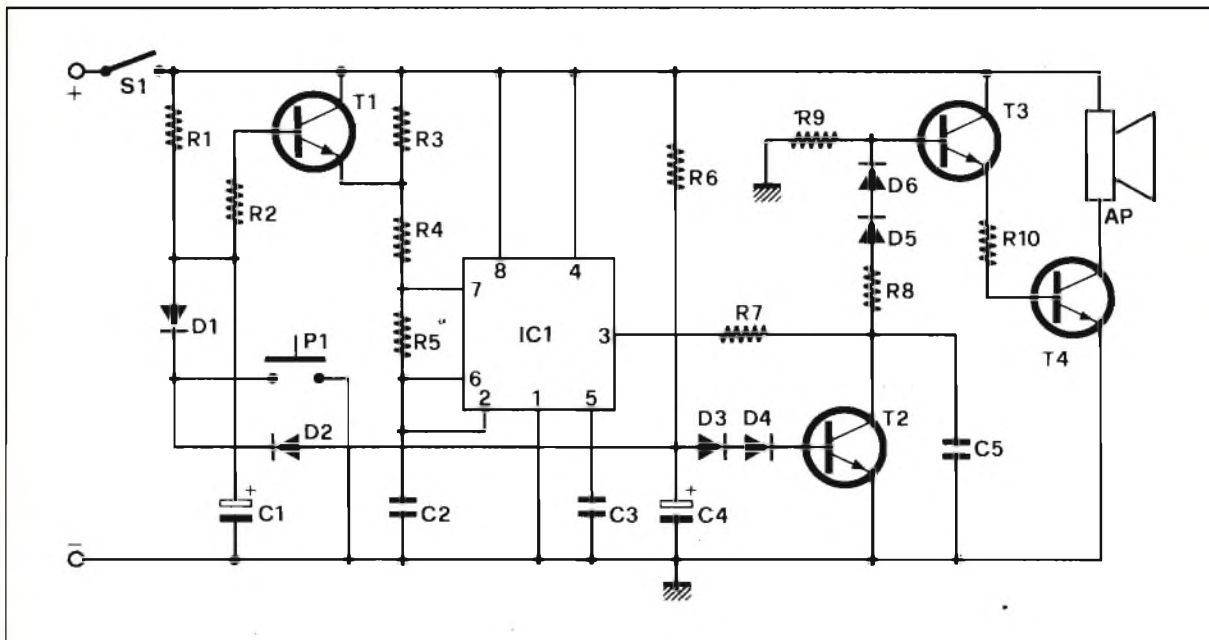 +
S1
R1
T1
R3
R2
R4
R6
R9
T3
D6
D5
R8
R10
AP
T4
8
4
7
IC1
3
R7
D1
P1
R5
6
2
1
5
D2
D3
D4
T2
C5
+
C1
C2
C3
+
C4
−